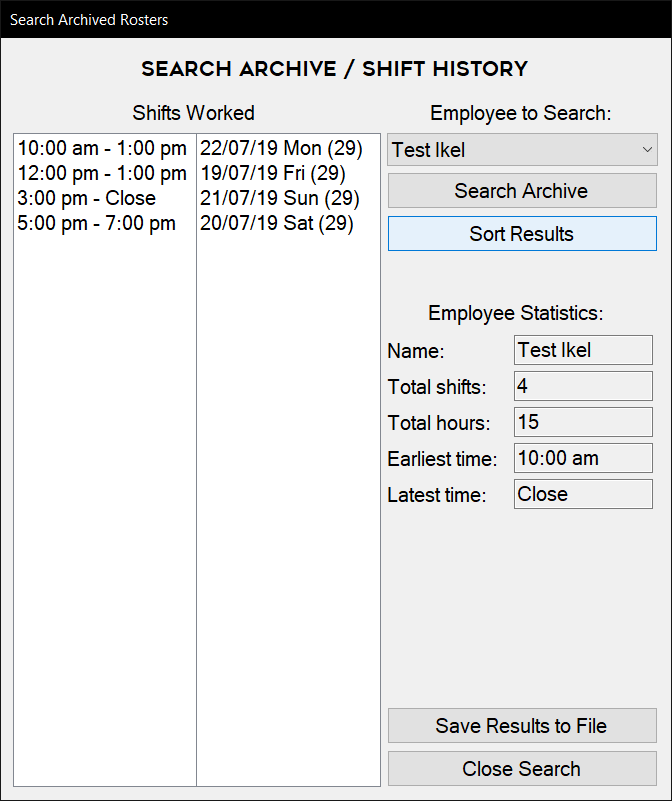 Search Archived Rosters
SEARCH ARCHIVE / SHIFT HISTORY
Shifts Worked
10:00 am - 1:00 pm 22/07/19 Mon (29)
12:00 pm - 1:00 pm 19/07/19 Fri (29)
3:00 pm - Close 21/07/19 Sun (29)
5:00 pm - 7:00 pm 20/07/19 Sat (29)
Employee to Search:
Test Ikel
Search Archive
Sort Results
Employee Statistics:
Name: Test Ikel
Total shifts: 4
Total hours: 15
Earliest time: 10:00 am
Latest time: Close
Save Results to File
Close Search